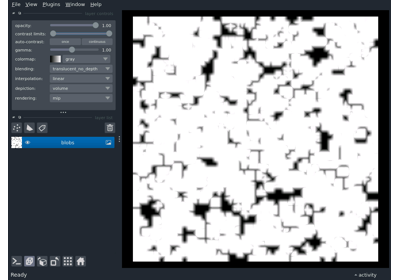 File View Plugins Window Help
opacity: 1.00
contrast limits:
auto-contrast: once continuous
gamma: 1.00
colormap: gray
blending: translucent_no_depth
interpolation: linear
depiction: volume
rendering: mip
blobs
Ready
activity